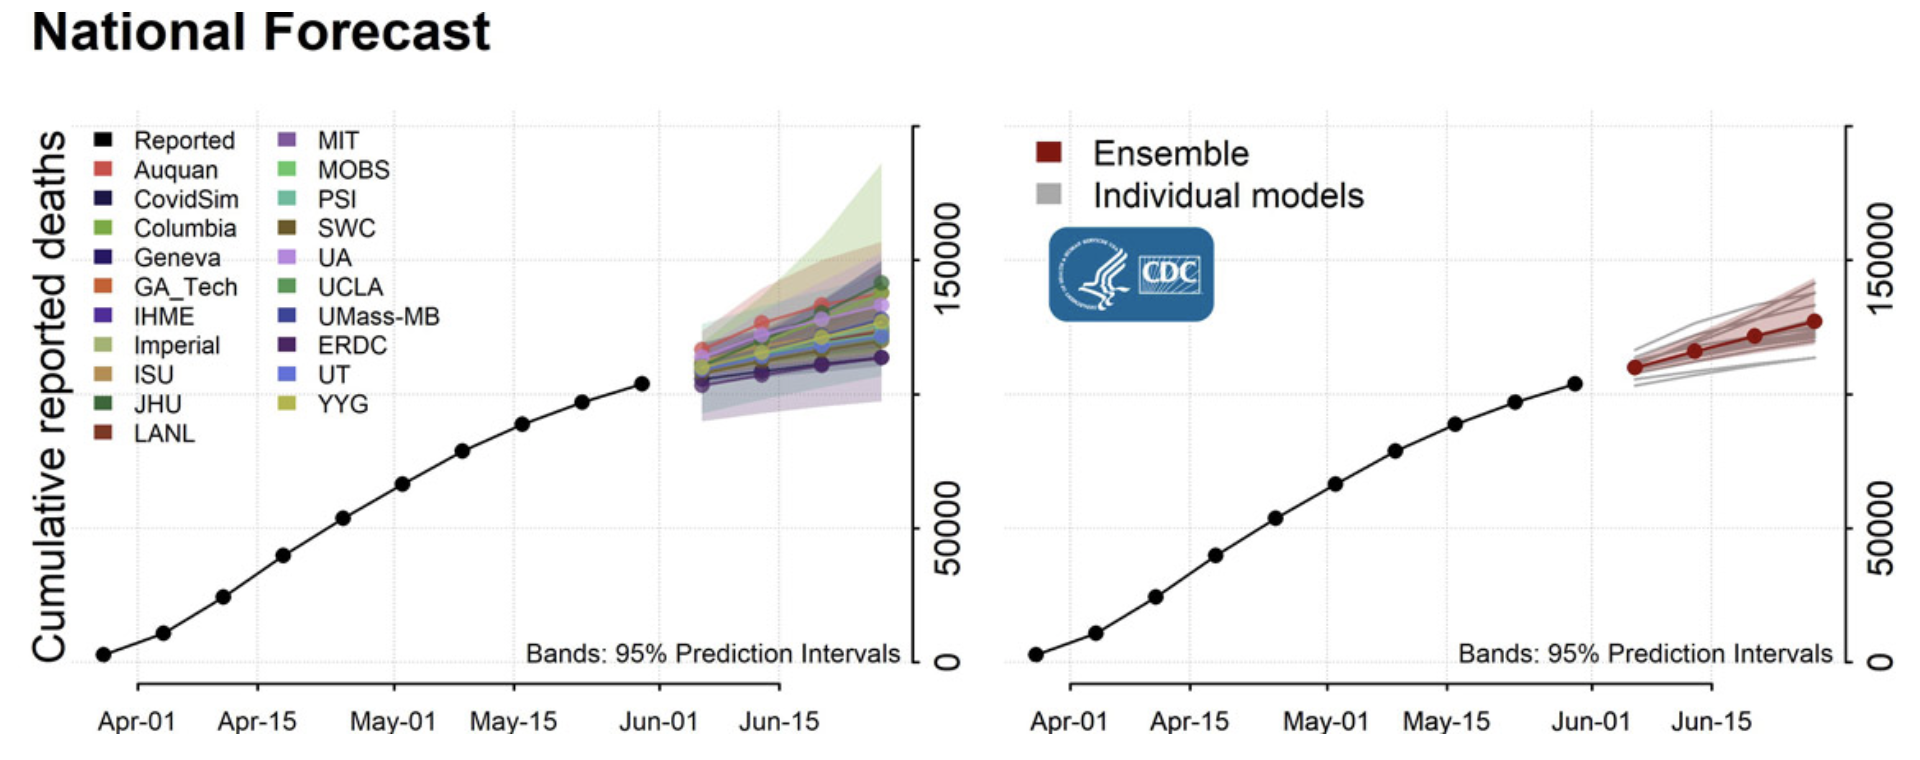 National Forecast
Cumulative reported deaths
Reported
Auquan
CovidSim
Columbia
Geneva
GA_Tech
IHME
Imperial
ISU
JHU
LANL
MIT
MOBS
PSI
SWC
UA
UCLA
UMass-MB
ERDC
UT
YYG
Bands: 95% Prediction Intervals
150000
50000
0
Apr-01
Apr-15
May-01
May-15
Jun-01
Jun-15
Ensemble
Individual models
CDC
Bands: 95% Prediction Intervals
150000
50000
0
Apr-01
Apr-15
May-01
May-15
Jun-01
Jun-15